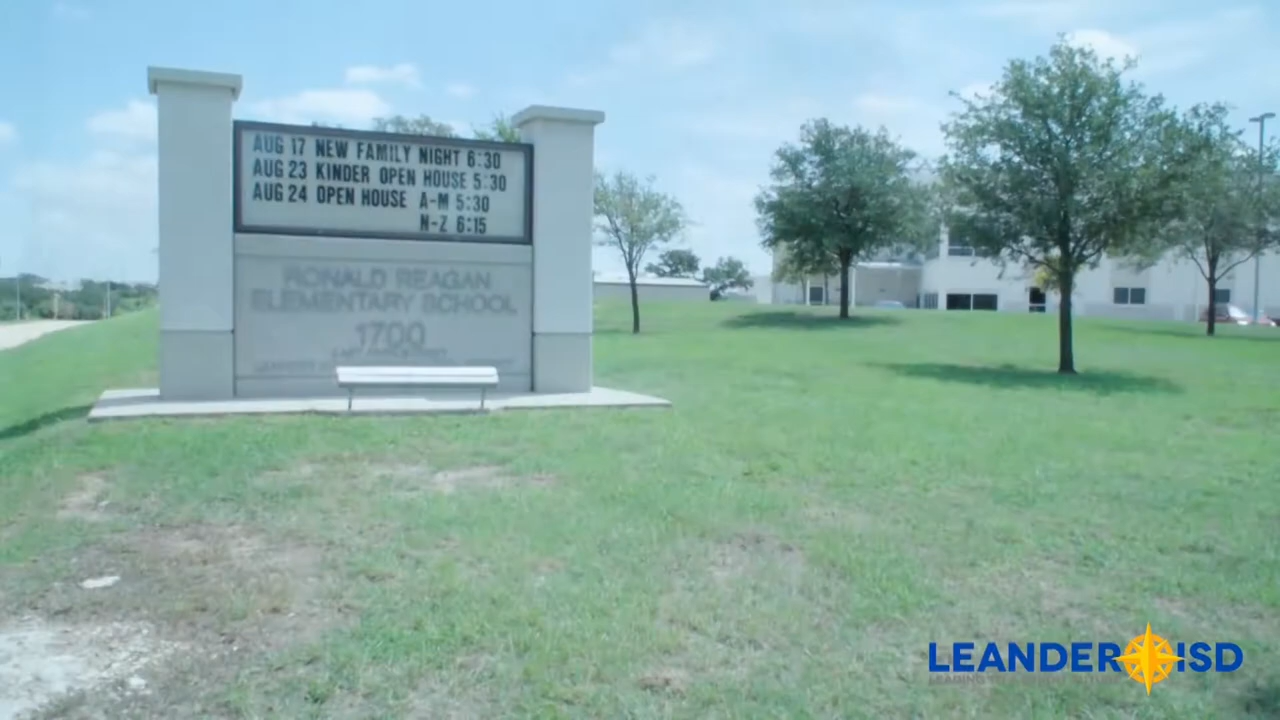 AUG 17 NEW FAMILY NIGHT 6:30
AUG 23 KINDER OPEN HOUSE 5:30
AUG 24 OPEN HOUSE A-M 5:30
N-Z 6:15
RONALD REAGAN
ELEMENTARY SCHOOL
1700
LEANDER ISD